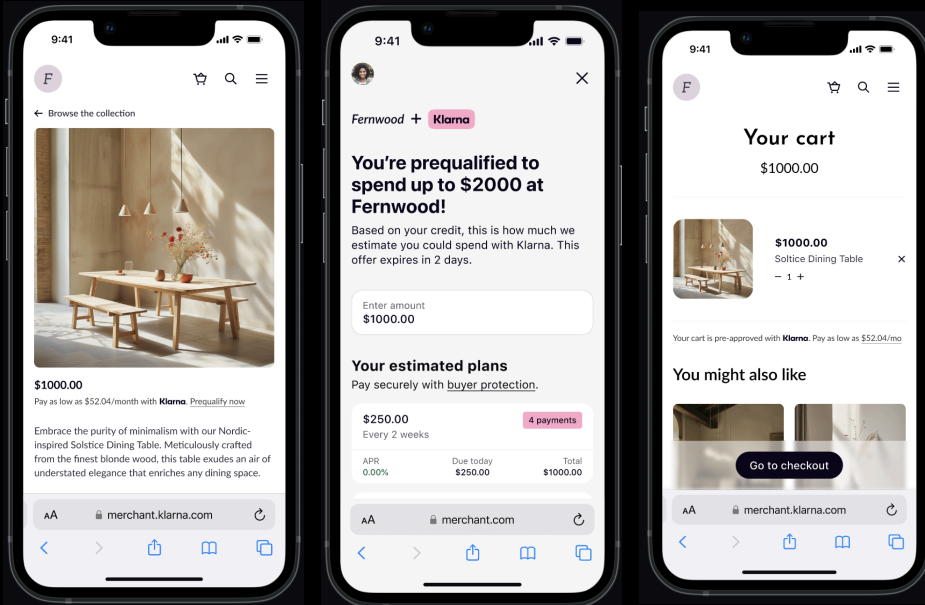 9:41
F
← Browse the collection
$1000.00
Pay as low as $52.04/month with Klarna. Prequalify now
Embrace the purity of minimalism with our Nordic-
inspired Solstice Dining Table. Meticulously crafted
from the finest blonde wood, this table exudes an air of
understated elegance that enriches any dining space.
AA merchant.klarna.com
9:41
Fernwood + Klarna
You're prequalified to
spend up to $2000 at
Fernwood!
Based on your credit, this is how much we
estimate you could spend with Klarna. This
offer expires in 2 days.
Enter amount
$1000.00
Your estimated plans
Pay securely with buyer protection.
$250.00 4 payments
Every 2 weeks
APR Due today Total
0.00% $250.00 $1000.00
AA merchant.com
9:41
F
Your cart
$1000.00
$1000.00
Soltice Dining Table
− 1 +
Your cart is pre-approved with Klarna. Pay as low as $52.04/mo
You might also like
Go to checkout
AA merchant.klarna.com